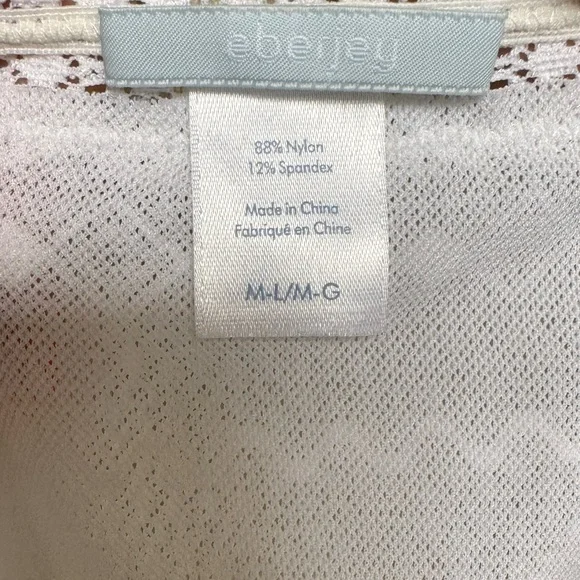 eberjey
88% Nylon
12% Spandex
Made in China
Fabriqué en Chine
M-L/M-G